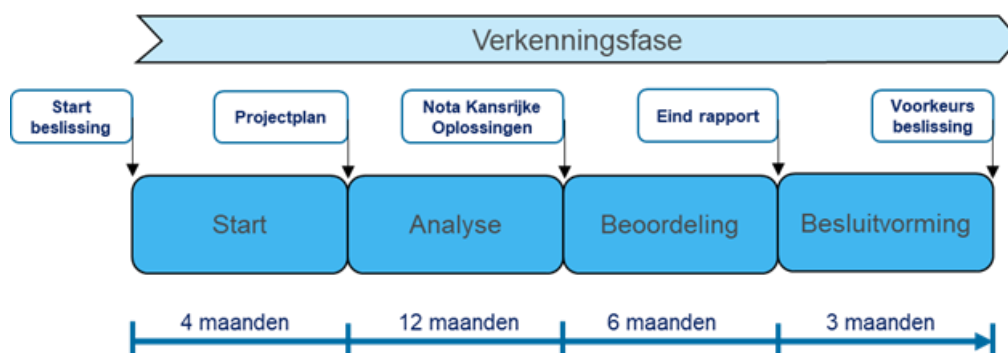 Verkenningsfase
Start
beslissing
Projectplan
Nota Kansrijke
Oplossingen
Eind rapport
Voorkeurs
beslissing
Start
Analyse
Beoordeling
Besluitvorming
4 maanden
12 maanden
6 maanden
3 maanden